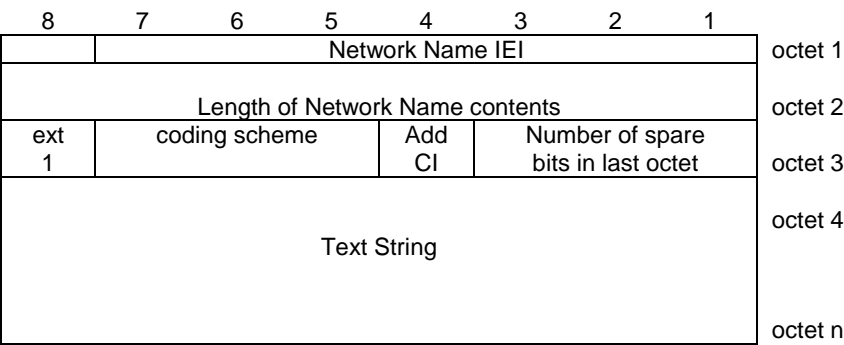 8 7 6 5 4 3 2 1
Network Name IEI octet 1
Length of Network Name contents octet 2
ext coding scheme Add Number of spare
1 CI bits in last octet octet 3
octet 4
Text String
octet n